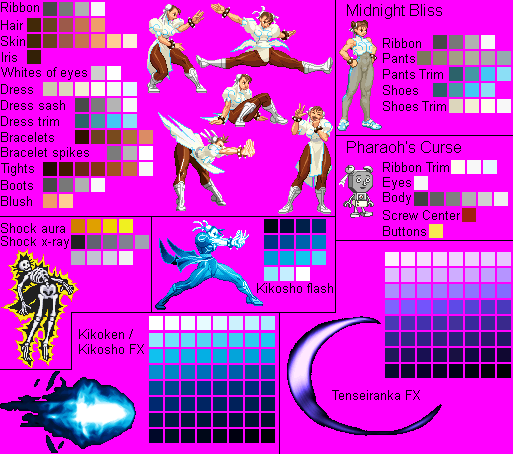 Ribbon
Hair
Skin
Iris
Whites of eyes
Dress
Dress sash
Dress trim
Bracelets
Bracelet spikes
Tights
Boots
Blush
Midnight Bliss
Ribbon
Pants
Pants Trim
Shoes
Shoes Trim
Pharaoh's Curse
Ribbon Trim
Eyes
Body
Screw Center
Buttons
Shock aura
Shock x-ray
Kikosho flash
Kikoken /
Kikosho FX
Tenseiranka FX